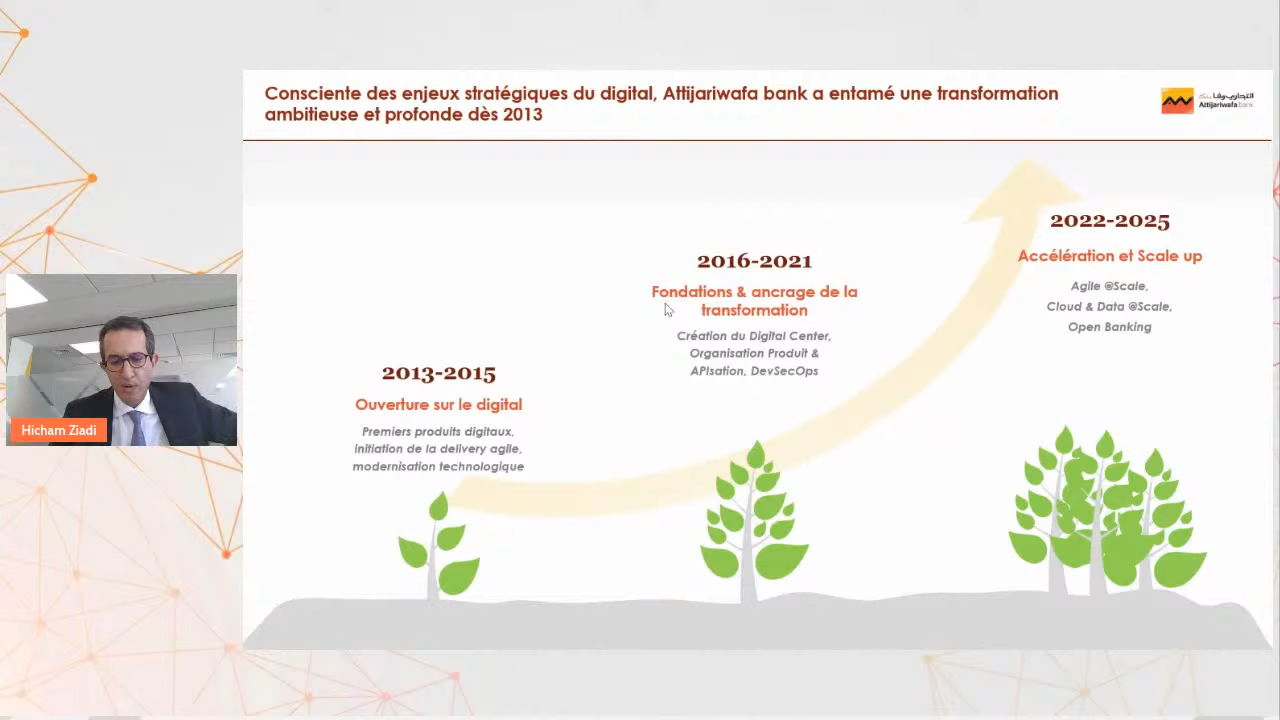 Consciente des enjeux stratégiques du digital, Attijariwafa bank a entamé une transformation
ambitieuse et profonde dès 2013
التجاري وفا بنك
Attijariwafa bank
2022-2025
Accélération et Scale up
Agile @Scale,
Cloud & Data @Scale,
Open Banking
2016-2021
Fondations & ancrage de la
transformation
Création du Digital Center,
Organisation Produit &
APIsation, DevSecOps
2013-2015
Ouverture sur le digital
Premiers produits digitaux,
initiation de la delivery agile,
modernisation technologique
Hicham Ziadi